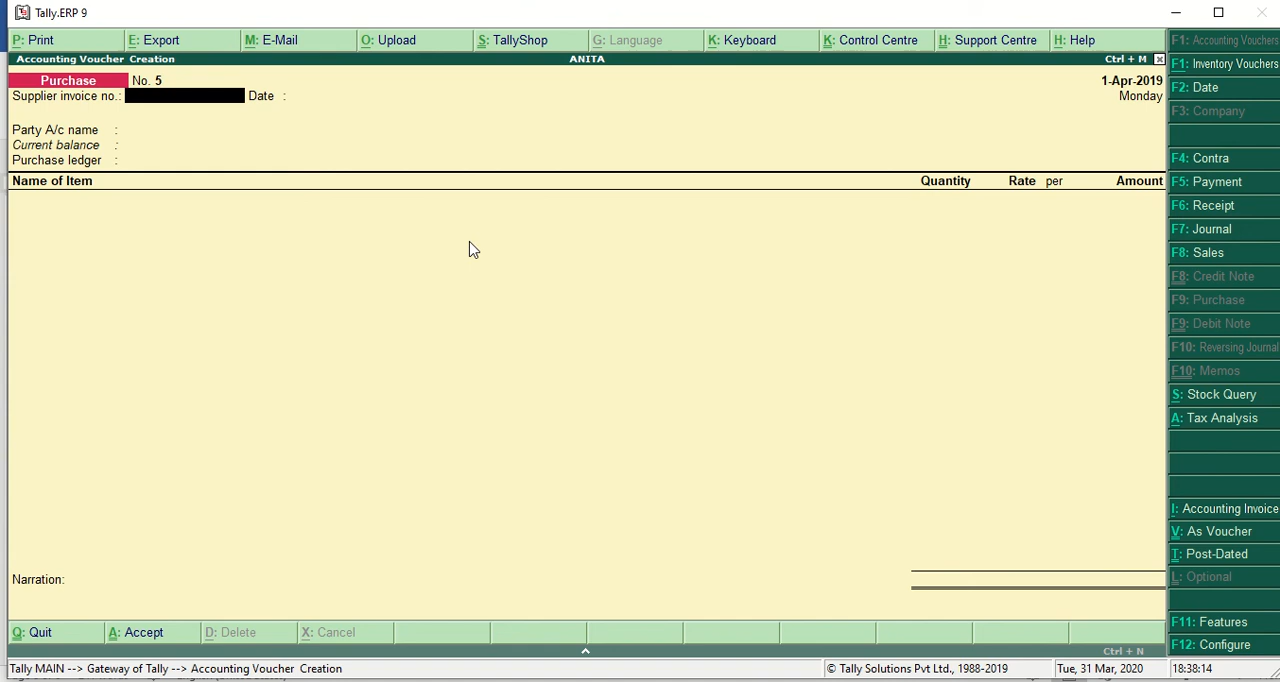 Tally.ERP 9
P: Print
E: Export
M: E-Mail
O: Upload
S: TallyShop
G: Language
K: Keyboard
K: Control Centre
H: Support Centre
H: Help
Accounting Voucher Creation
ANITA
Ctrl + M
Purchase No. 5
1-Apr-2019
Supplier invoice no.: Date :
Monday
Party A/c name :
Current balance :
Purchase ledger :
Name of Item Quantity Rate per Amount
Narration:
F1: Accounting Vouchers
F1: Inventory Vouchers
F2: Date
F3: Company
F4: Contra
F5: Payment
F6: Receipt
F7: Journal
F8: Sales
F8: Credit Note
F9: Purchase
F9: Debit Note
F10: Reversing Journal
F10: Memos
S: Stock Query
A: Tax Analysis
I: Accounting Invoice
V: As Voucher
T: Post-Dated
L: Optional
F11: Features
F12: Configure
Q: Quit
A: Accept
D: Delete
X: Cancel
Ctrl + N
Tally MAIN --> Gateway of Tally --> Accounting Voucher Creation
© Tally Solutions Pvt Ltd., 1988-2019
Tue, 31 Mar, 2020
18:38:14